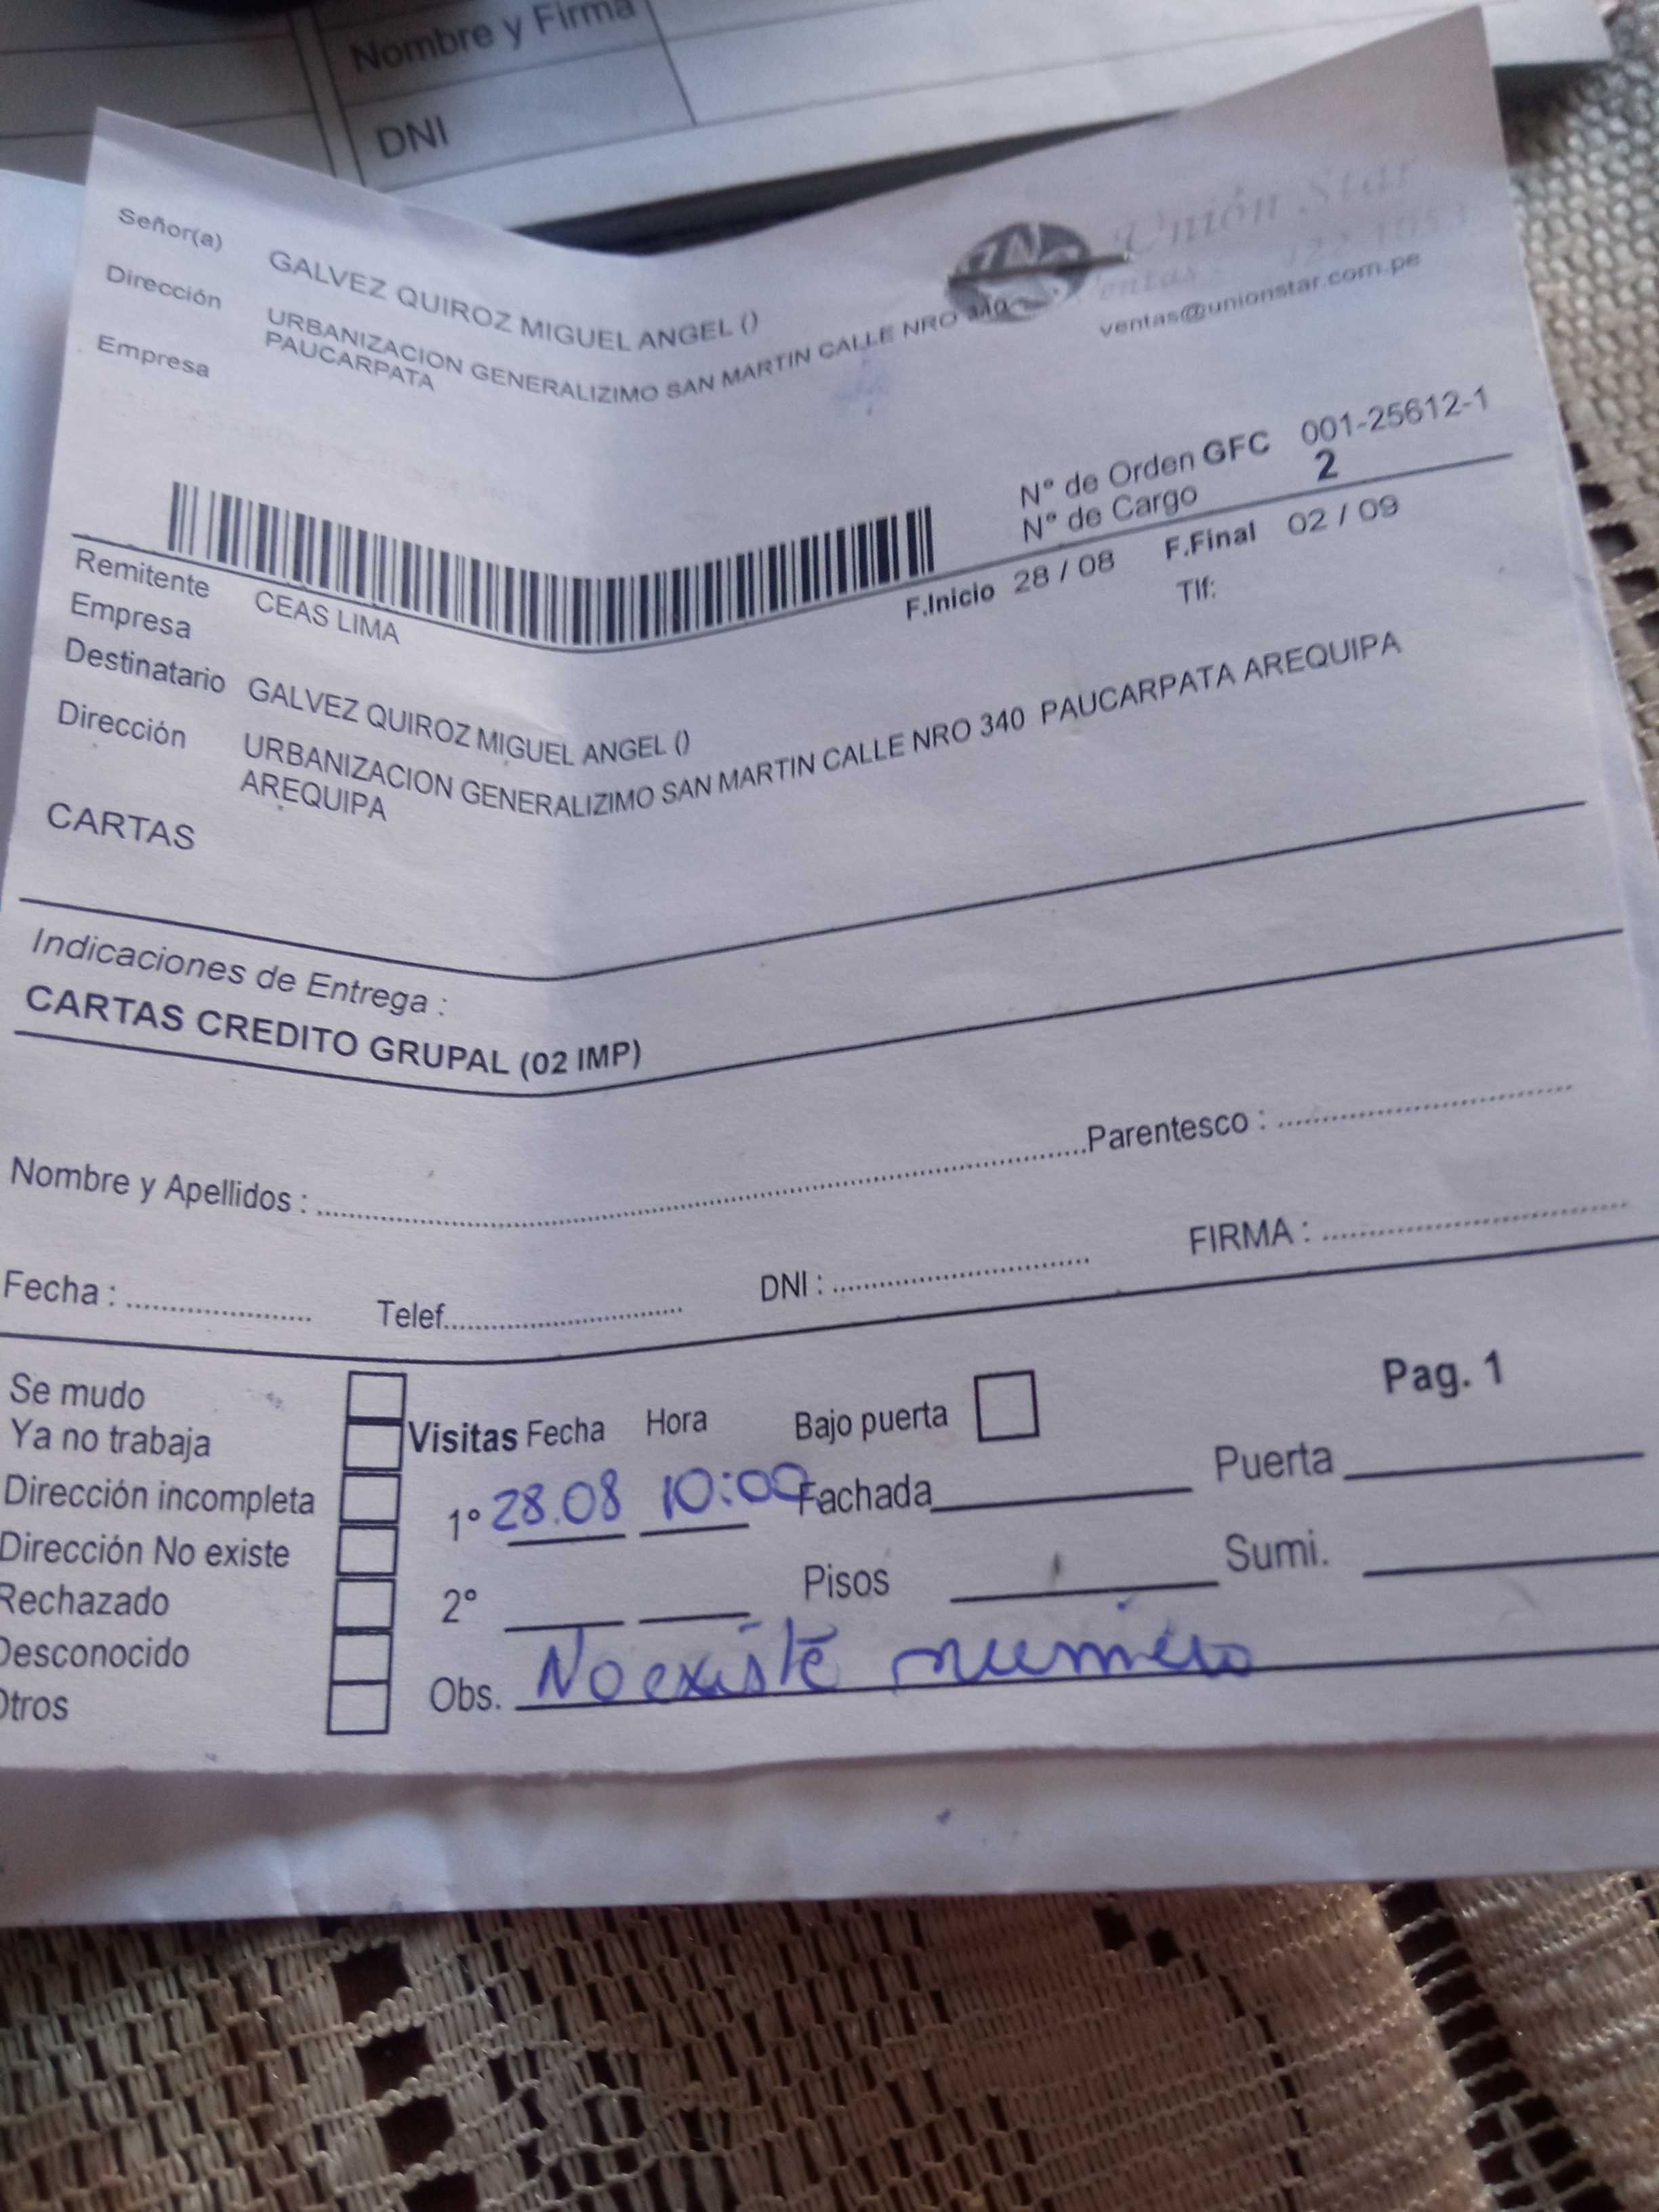 Nombre y Firma
DNI
Señor(a) GALVEZ QUIROZ MIGUEL ANGEL ()
Dirección URBANIZACION GENERALIZIMO SAN MARTIN CALLE NRO 340
PAUCARPATA
Empresa
Unión Star
Ventas :
ventas@unionstar.com.pe
N° de Orden GFC 001-25612-1
N° de Cargo 2
F.Inicio 28 / 08 F.Final 02 / 09
Remitente CEAS LIMA
Tlf:
Empresa
Destinatario GALVEZ QUIROZ MIGUEL ANGEL ()
Dirección URBANIZACION GENERALIZIMO SAN MARTIN CALLE NRO 340 PAUCARPATA AREQUIPA
AREQUIPA
CARTAS
Indicaciones de Entrega :
CARTAS CREDITO GRUPAL (02 IMP)
Nombre y Apellidos : Parentesco :
Fecha : Telef. DNI : FIRMA :
Pag. 1
Se mudo
Ya no trabaja
Dirección incompleta
Dirección No existe
Rechazado
Desconocido
Otros
Visitas Fecha Hora Bajo puerta
1° 28.08 10:00 Fachada Puerta
2° Pisos 1 Sumi.
Obs. No existe numero